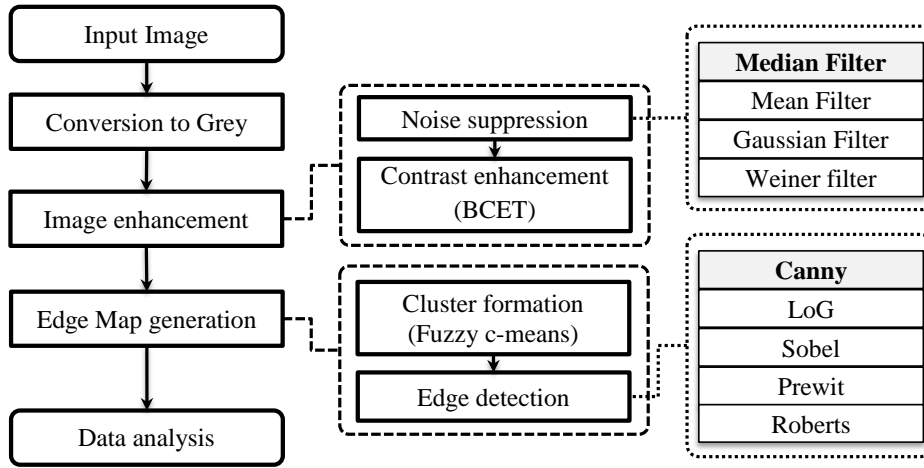 Input Image
Conversion to Grey
Image enhancement
Edge Map generation
Data analysis
Noise suppression
Contrast enhancement
(BCET)
Cluster formation
(Fuzzy c-means)
Edge detection
Median Filter
Mean Filter
Gaussian Filter
Weiner filter
Canny
LoG
Sobel
Prewit
Roberts